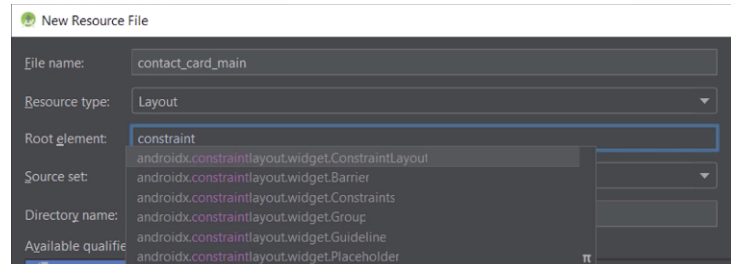 New Resource File
File name: contact_card_main
Resource type: Layout
Root element: constraint
androidx.constraintlayout.widget.ConstraintLayout
Source set: androidx.constraintlayout.widget.Barrier
androidx.constraintlayout.widget.Constraints
Directory name: androidx.constraintlayout.widget.Group
androidx.constraintlayout.widget.Guideline
Available qualifie androidx.constraintlayout.widget.Placeholder π